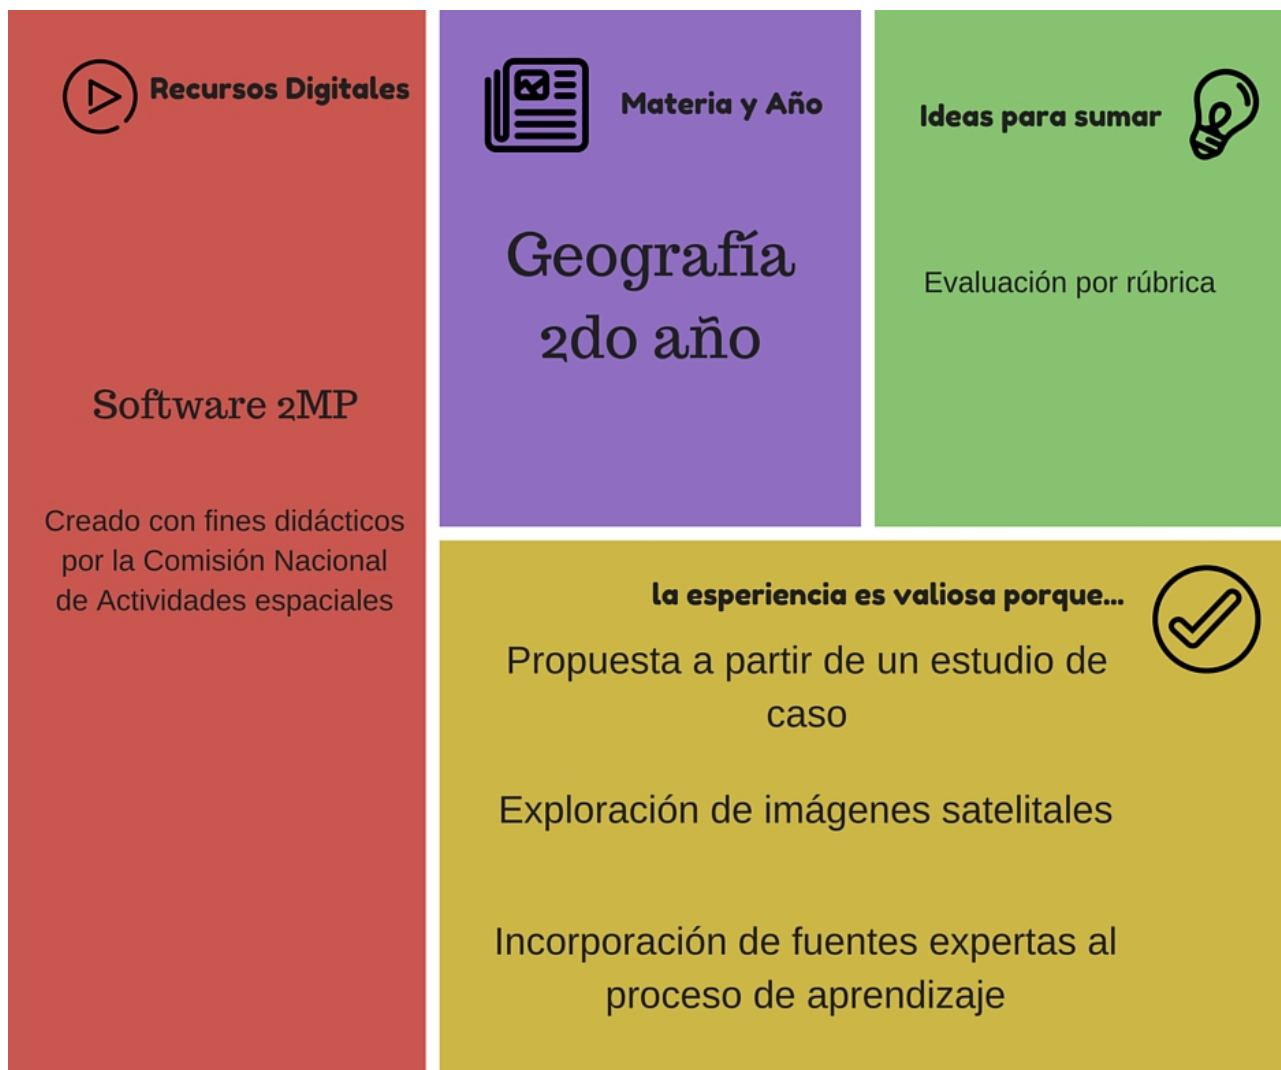 Recursos Digitales
Software 2MP
Creado con fines didácticos
por la Comisión Nacional
de Actividades espaciales
Materia y Año
Geografía
2do año
Ideas para sumar
Evaluación por rúbrica
la esperiencia es valiosa porque...
Propuesta a partir de un estudio de
caso
Exploración de imágenes satelitales
Incorporación de fuentes expertas al
proceso de aprendizaje